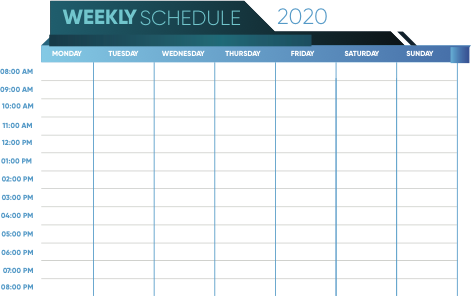 WEEKLY SCHEDULE 2020
MONDAY TUESDAY WEDNESDAY THURSDAY FRIDAY SATURDAY SUNDAY
08:00 AM
09:00 AM
10:00 AM
11:00 AM
12:00 PM
01:00 PM
02:00 PM
03:00 PM
04:00 PM
05:00 PM
06:00 PM
07:00 PM
08:00 PM